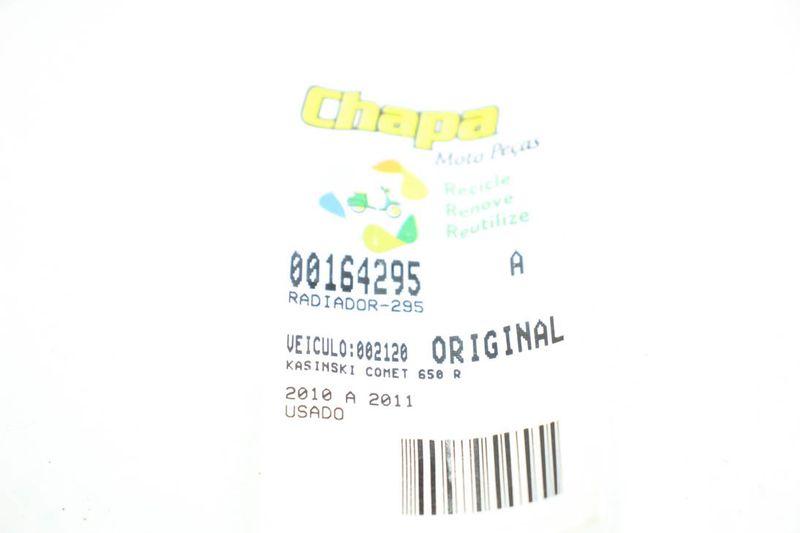 Chapa
Moto Peças
Recicle
Renove
Reutilize
00164295 A
RADIADOR-295
VEICULO:002120 ORIGINAL
KASINSKI COMET 650 R
2010 A 2011
USADO